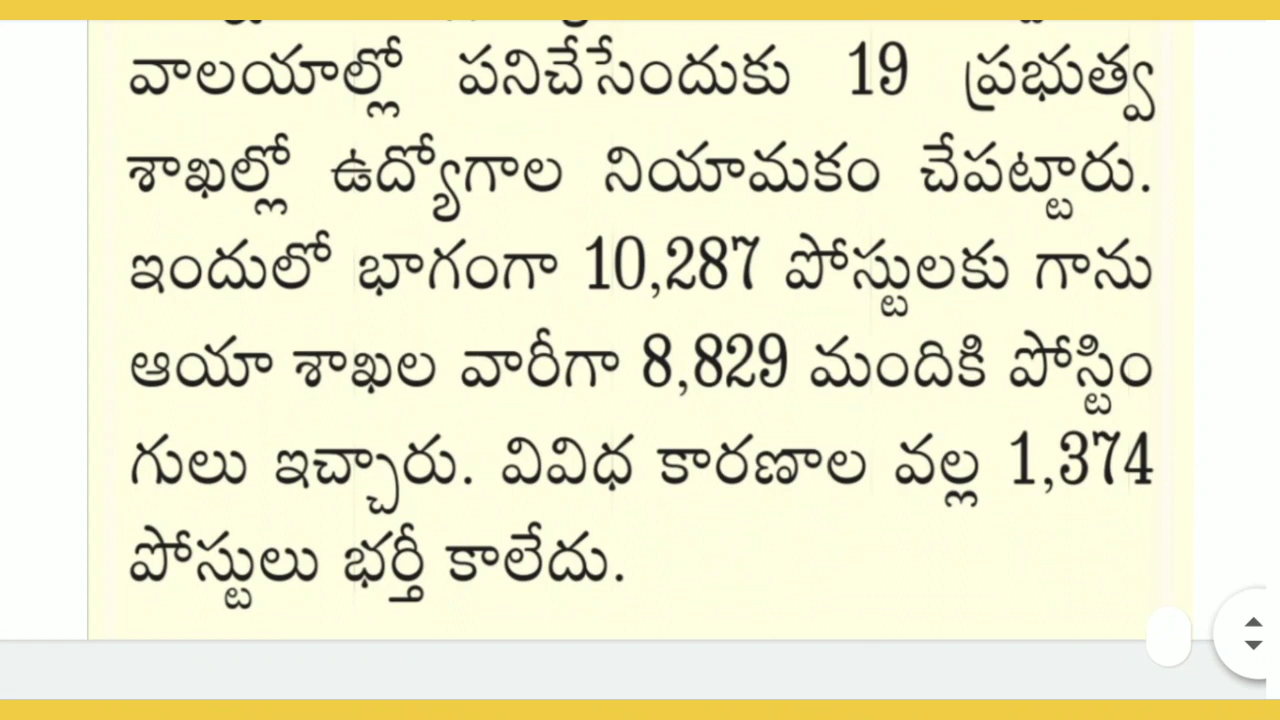 వాలయాల్లో పనిచేసేందుకు 19 ప్రభుత్వ
శాఖల్లో ఉద్యోగాల నియామకం చేపట్టారు.
ఇందులో భాగంగా 10,287 పోస్టులకు గాను
ఆయా శాఖల వారీగా 8,829 మందికి పోస్టిం
గులు ఇచ్చారు. వివిధ కారణాల వల్ల 1,374
పోస్టులు భర్తీ కాలేదు.